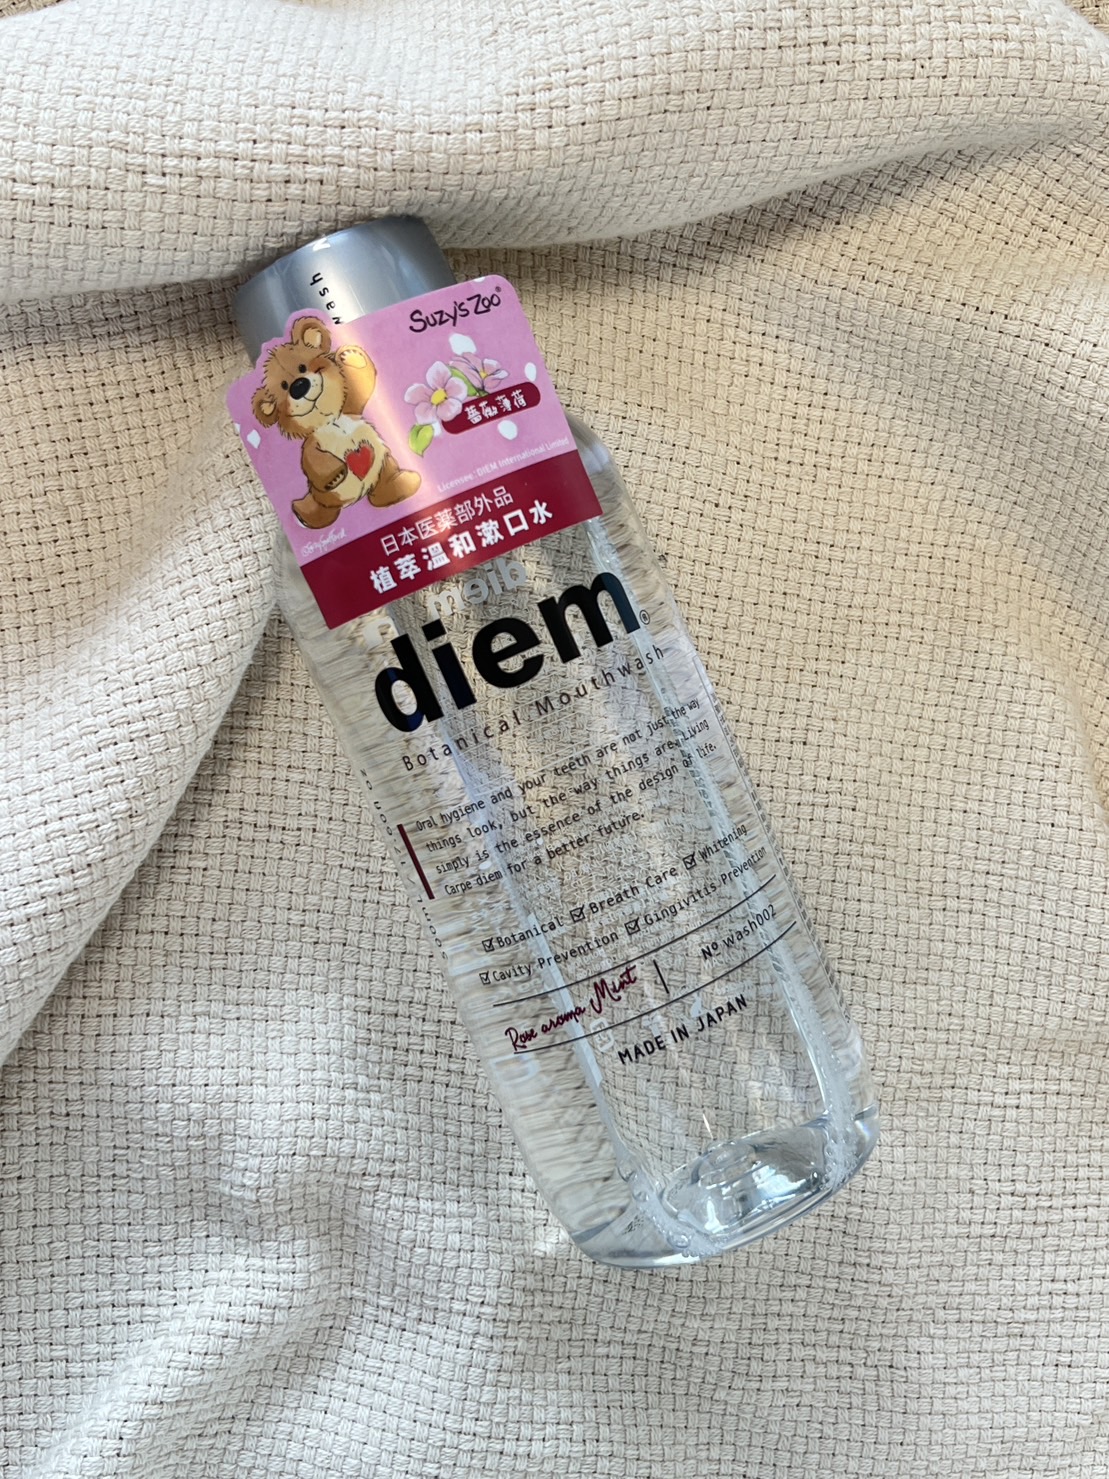 Suzy's Zoo®
薔薇薄荷
Licensee: DIEM International Limited
日本医薬部外品
植萃溫和漱口水
diem®
Botanical Mouthwash
Oral hygiene and your teeth are not just the way
things look, but the way things are. Living
simply is the essence of the design of life.
Carpe diem for a better future.
☑Botanical ☑Breath Care ☑Whitening
☑Cavity Prevention ☑Gingivitis Prevention
Rose aroma Mint | Nº wash002
MADE IN JAPAN